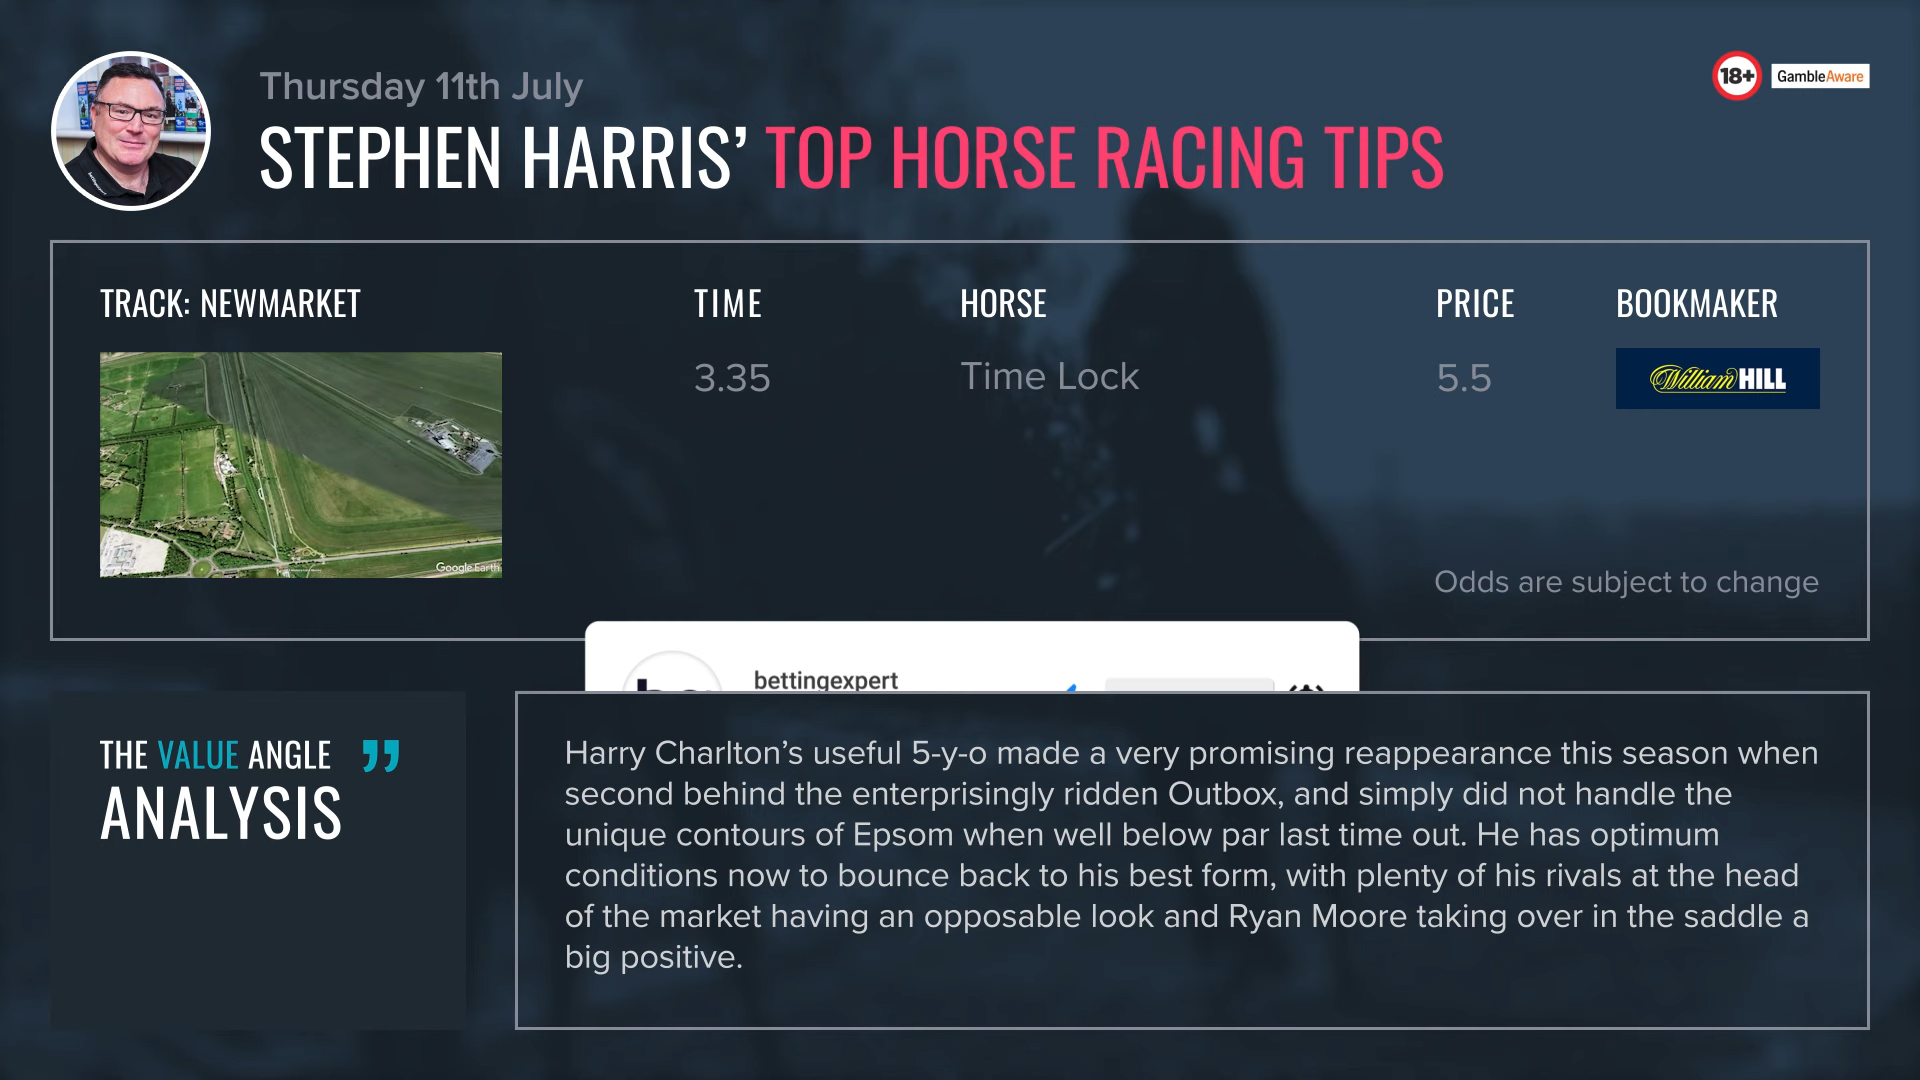 Thursday 11th July
STEPHEN HARRIS’ TOP HORSE RACING TIPS
18+
GambleAware
TRACK: NEWMARKET
TIME
HORSE
PRICE
BOOKMAKER
3.35
Time Lock
5.5
William HILL
Google Earth
Odds are subject to change
bettingexpert
THE VALUE ANGLE ”
ANALYSIS
Harry Charlton’s useful 5-y-o made a very promising reappearance this season when
second behind the enterprisingly ridden Outbox, and simply did not handle the
unique contours of Epsom when well below par last time out. He has optimum
conditions now to bounce back to his best form, with plenty of his rivals at the head
of the market having an opposable look and Ryan Moore taking over in the saddle a
big positive.